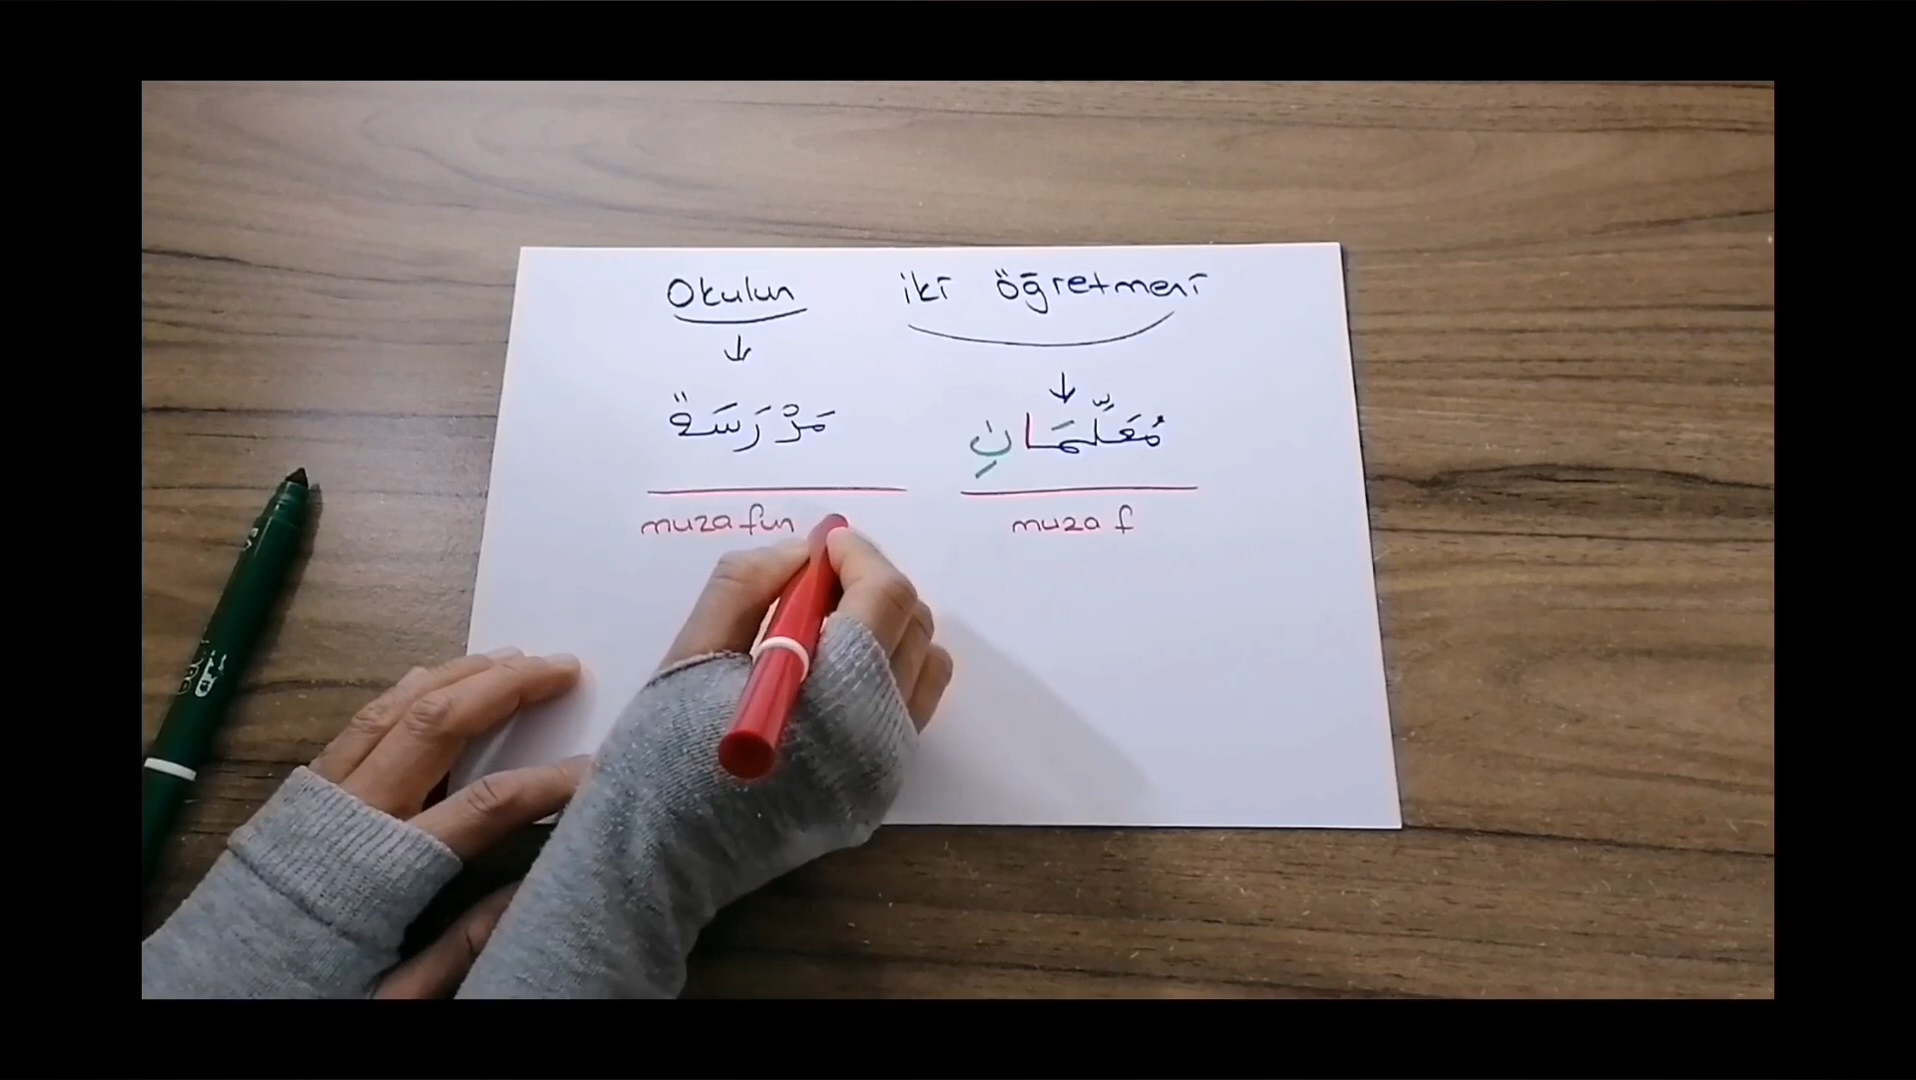 Okulun iki öğretmeni
مَدْرَسَةٌ مُعَلِّمَانِ
muzafun muzaf